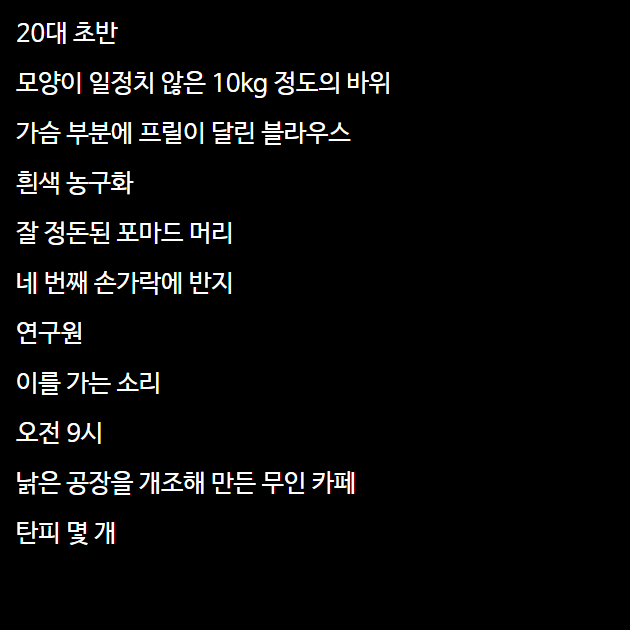 20대 초반
모양이 일정치 않은 10kg 정도의 바위
가슴 부분에 프릴이 달린 블라우스
흰색 농구화
잘 정돈된 포마드 머리
네 번째 손가락에 반지
연구원
이를 가는 소리
오전 9시
낡은 공장을 개조해 만든 무인 카페
탄피 몇 개